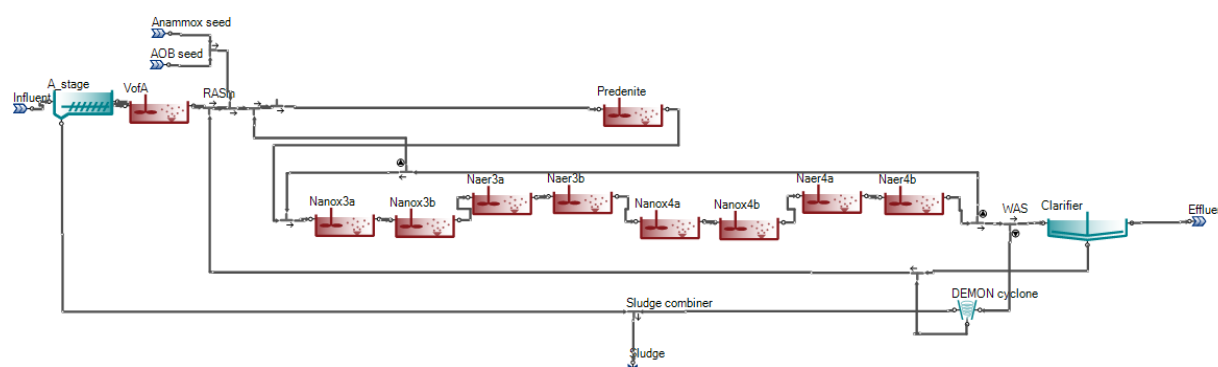 Anammox seed
AOB seed
A_stage
VofA
Influent
RASin
Predenite
Nanox3a
Nanox3b
Naer3a
Naer3b
Nanox4a
Nanox4b
Naer4a
Naer4b
WAS
Clarifier
Efflue
DEMON cyclone
Sludge combiner
Sludge